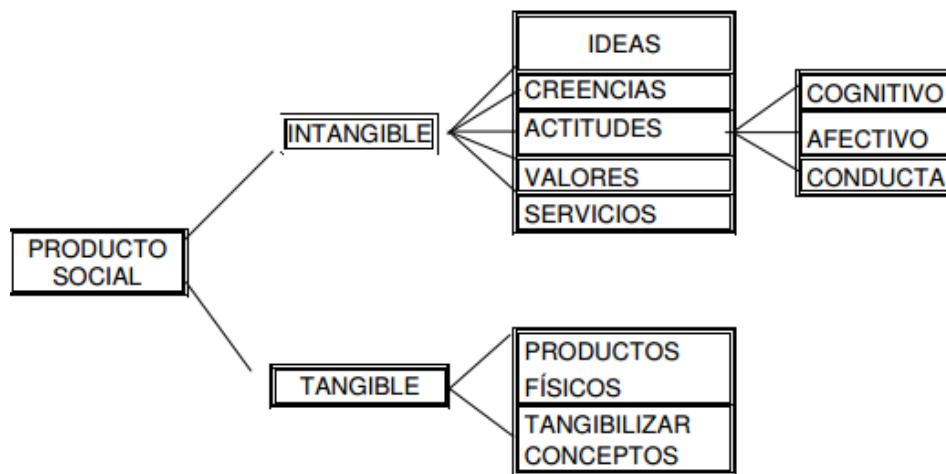 IDEAS
CREENCIAS
COGNITIVO
INTANGIBLE
ACTITUDES
AFECTIVO
VALORES
CONDUCTA
SERVICIOS
PRODUCTO
SOCIAL
PRODUCTOS
FÍSICOS
TANGIBLE
TANGIBILIZAR
CONCEPTOS